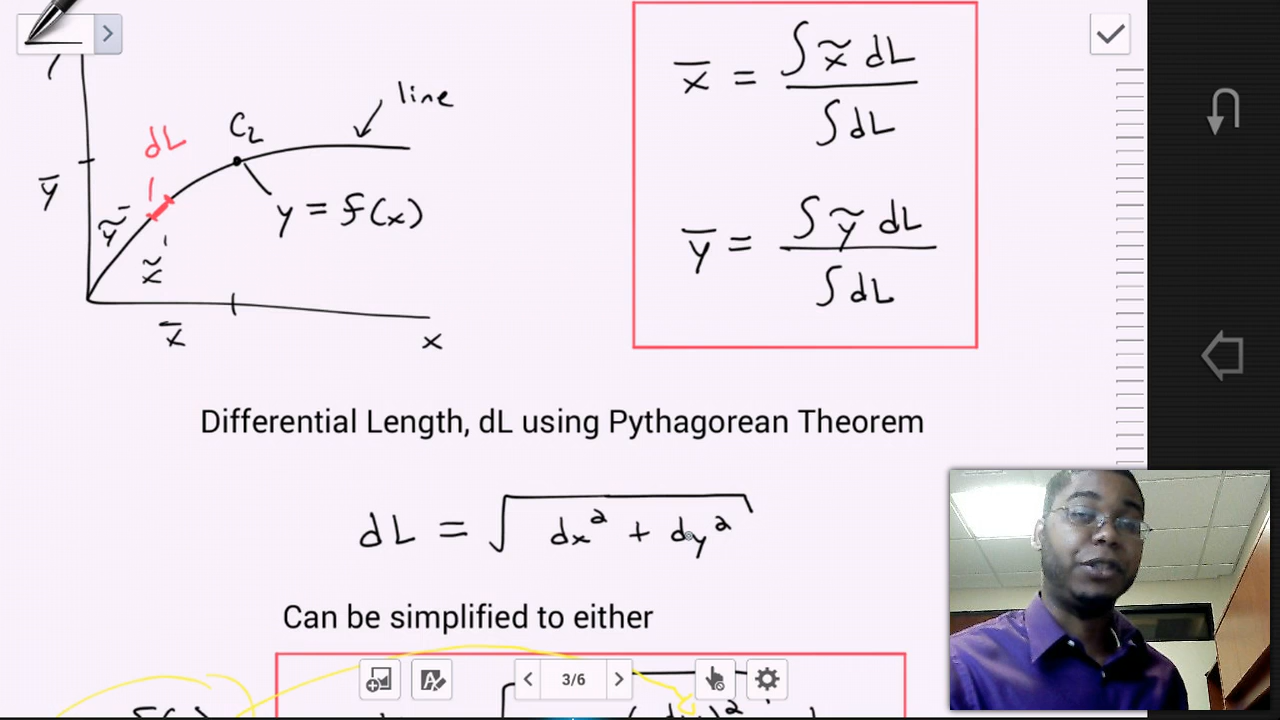 line
C_L
dL
y̅
y = f(x)
ỹ
x̃
x̅
x
x̅ = ∫ x̃ dL / ∫ dL
y̅ = ∫ ỹ dL / ∫ dL
Differential Length, dL using Pythagorean Theorem
dL = √(dx² + dy²)
Can be simplified to either
3/6